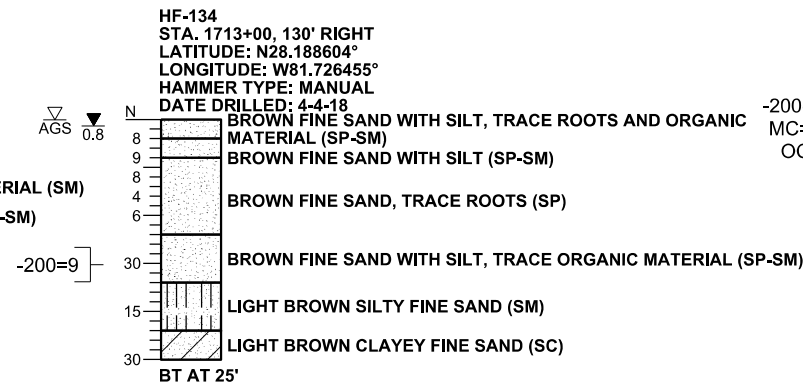 HF-134
STA. 1713+00, 130' RIGHT
LATITUDE: N28.188604°
LONGITUDE: W81.726455°
HAMMER TYPE: MANUAL
DATE DRILLED: 4-4-18
N
AGS
0.8
BROWN FINE SAND WITH SILT, TRACE ROOTS AND ORGANIC
MATERIAL (SP-SM)
8
9
BROWN FINE SAND WITH SILT (SP-SM)
8
4
6
BROWN FINE SAND, TRACE ROOTS (SP)
-200=9
30
BROWN FINE SAND WITH SILT, TRACE ORGANIC MATERIAL (SP-SM)
15
LIGHT BROWN SILTY FINE SAND (SM)
LIGHT BROWN CLAYEY FINE SAND (SC)
30
BT AT 25'
ERIAL (SM)
-SM)
-200
MC=
OC